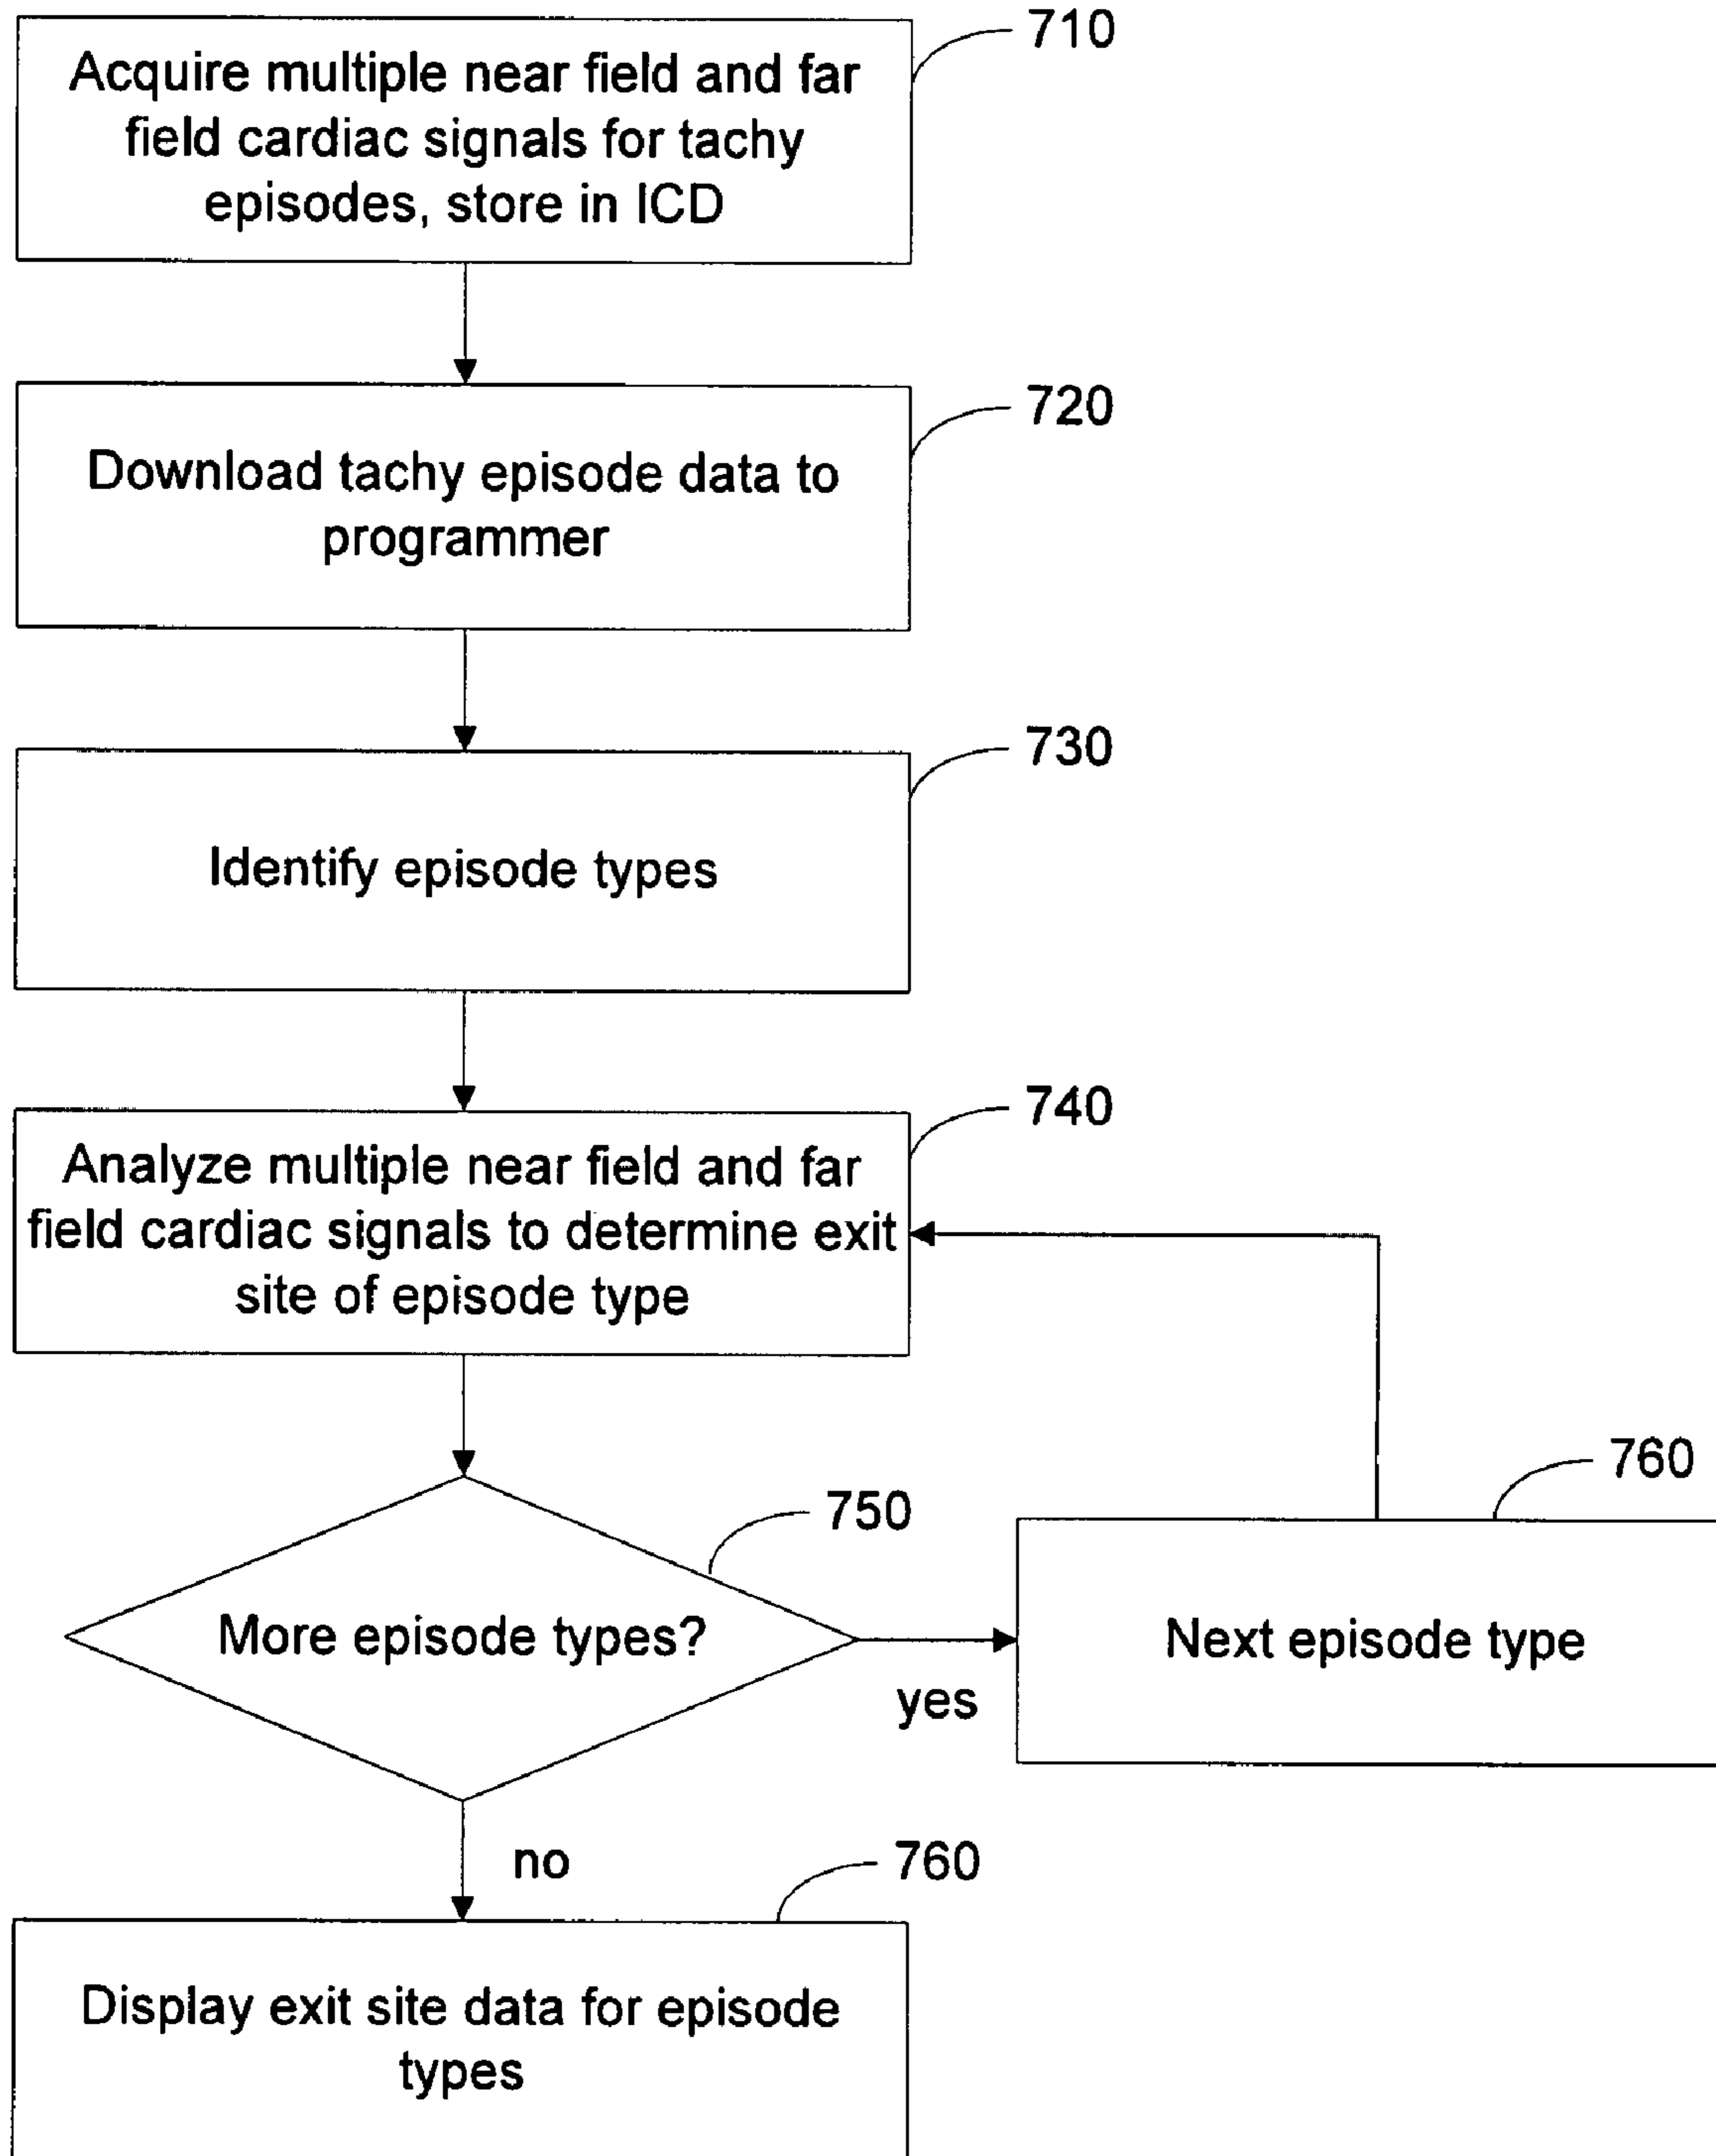 710
Acquire multiple near field and far
field cardiac signals for tachy
episodes, store in ICD
720
Download tachy episode data to
programmer
730
Identify episode types
740
Analyze multiple near field and far
field cardiac signals to determine exit
site of episode type
750
More episode types?
yes
760
Next episode type
no
760
Display exit site data for episode
types